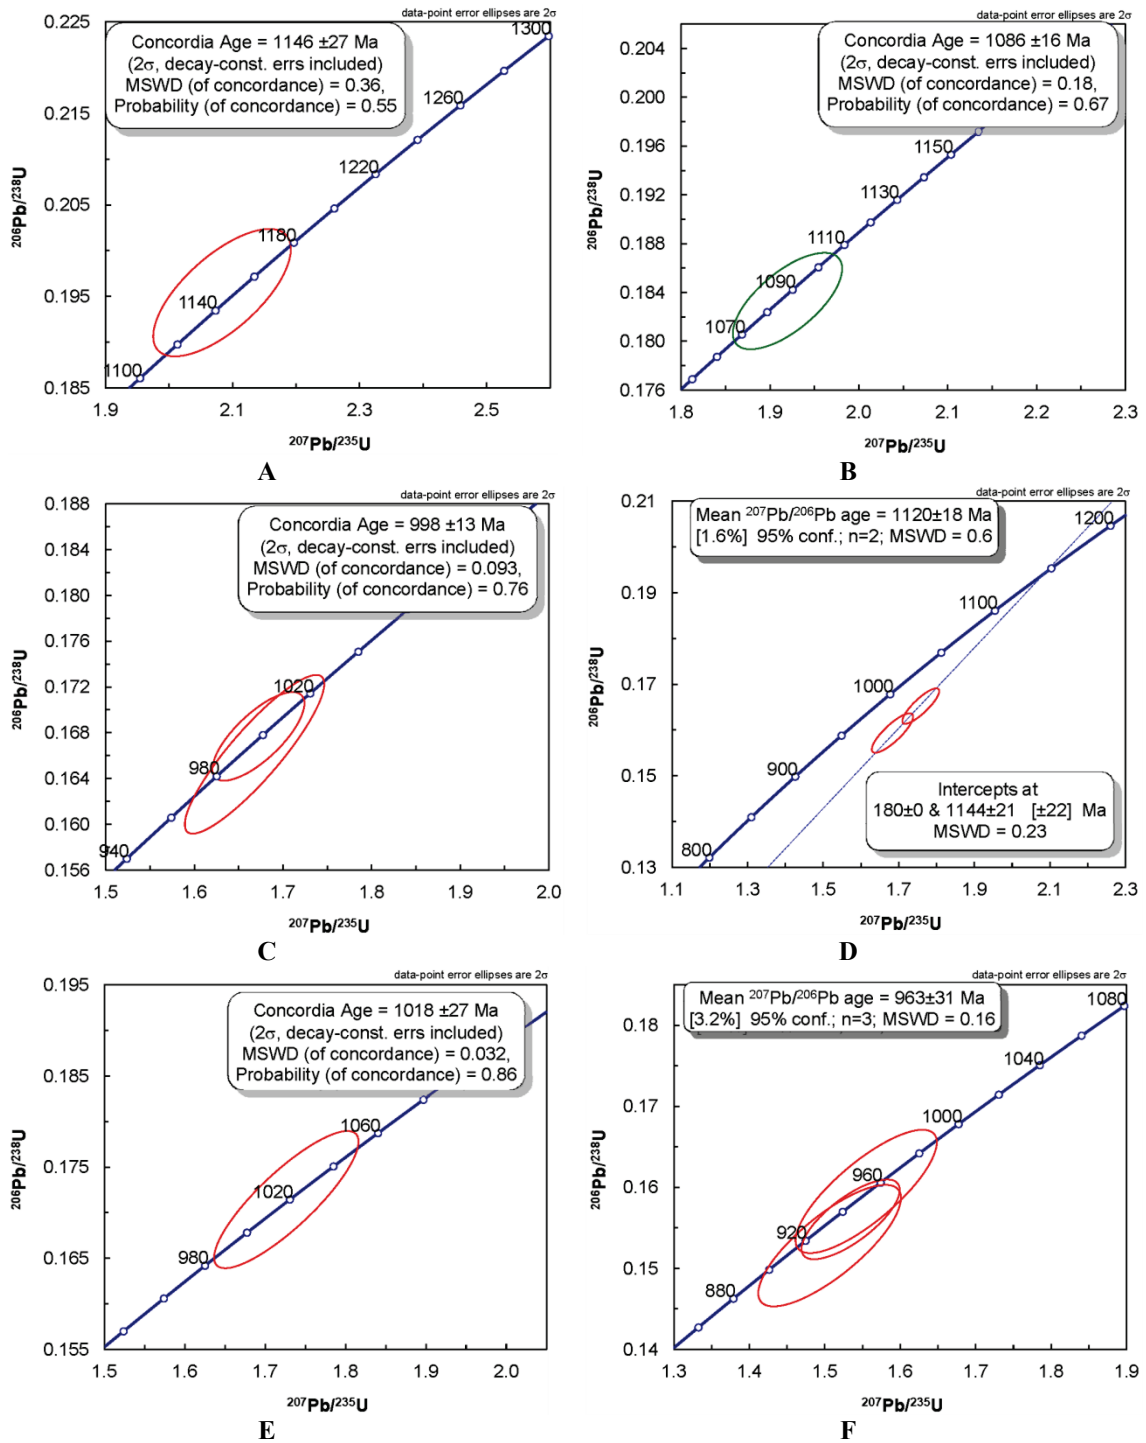 data-point error ellipses are 2σ
Concordia Age = 1146 ±27 Ma
(2σ, decay-const. errs included)
MSWD (of concordance) = 0.36,
Probability (of concordance) = 0.55
0.225
0.215
0.205
0.195
0.185
²⁰⁶Pb/²³⁸U
1300
1260
1220
1180
1140
1100
1.9
2.1
2.3
2.5
²⁰⁷Pb/²³⁵U
A
data-point error ellipses are 2σ
Concordia Age = 1086 ±16 Ma
(2σ, decay-const. errs included)
MSWD (of concordance) = 0.18,
Probability (of concordance) = 0.67
0.204
0.200
0.196
0.192
0.188
0.184
0.180
0.176
²⁰⁶Pb/²³⁸U
1150
1130
1110
1090
1070
1.8
1.9
2.0
2.1
2.2
2.3
²⁰⁷Pb/²³⁵U
B
data-point error ellipses are 2σ
Concordia Age = 998 ±13 Ma
(2σ, decay-const. errs included)
MSWD (of concordance) = 0.093,
Probability (of concordance) = 0.76
0.188
0.184
0.180
0.176
0.172
0.168
0.164
0.160
0.156
²⁰⁶Pb/²³⁸U
1020
980
940
1.5
1.6
1.7
1.8
1.9
2.0
²⁰⁷Pb/²³⁵U
C
data-point error ellipses are 2σ
Mean ²⁰⁷Pb/²⁰⁶Pb age = 1120±18 Ma
[1.6%] 95% conf.; n=2; MSWD = 0.6
0.21
0.19
0.17
0.15
0.13
²⁰⁶Pb/²³⁸U
1200
1100
1000
900
800
Intercepts at
180±0 & 1144±21 [±22] Ma
MSWD = 0.23
1.1
1.3
1.5
1.7
1.9
2.1
2.3
²⁰⁷Pb/²³⁵U
D
data-point error ellipses are 2σ
Concordia Age = 1018 ±27 Ma
(2σ, decay-const. errs included)
MSWD (of concordance) = 0.032,
Probability (of concordance) = 0.86
0.195
0.185
0.175
0.165
0.155
²⁰⁶Pb/²³⁸U
1060
1020
980
1.5
1.6
1.7
1.8
1.9
2.0
²⁰⁷Pb/²³⁵U
E
data-point error ellipses are 2σ
Mean ²⁰⁷Pb/²⁰⁶Pb age = 963±31 Ma
[3.2%] 95% conf.; n=3; MSWD = 0.16
0.18
0.17
0.16
0.15
0.14
²⁰⁶Pb/²³⁸U
1080
1040
1000
960
920
880
1.3
1.4
1.5
1.6
1.7
1.8
1.9
²⁰⁷Pb/²³⁵U
F